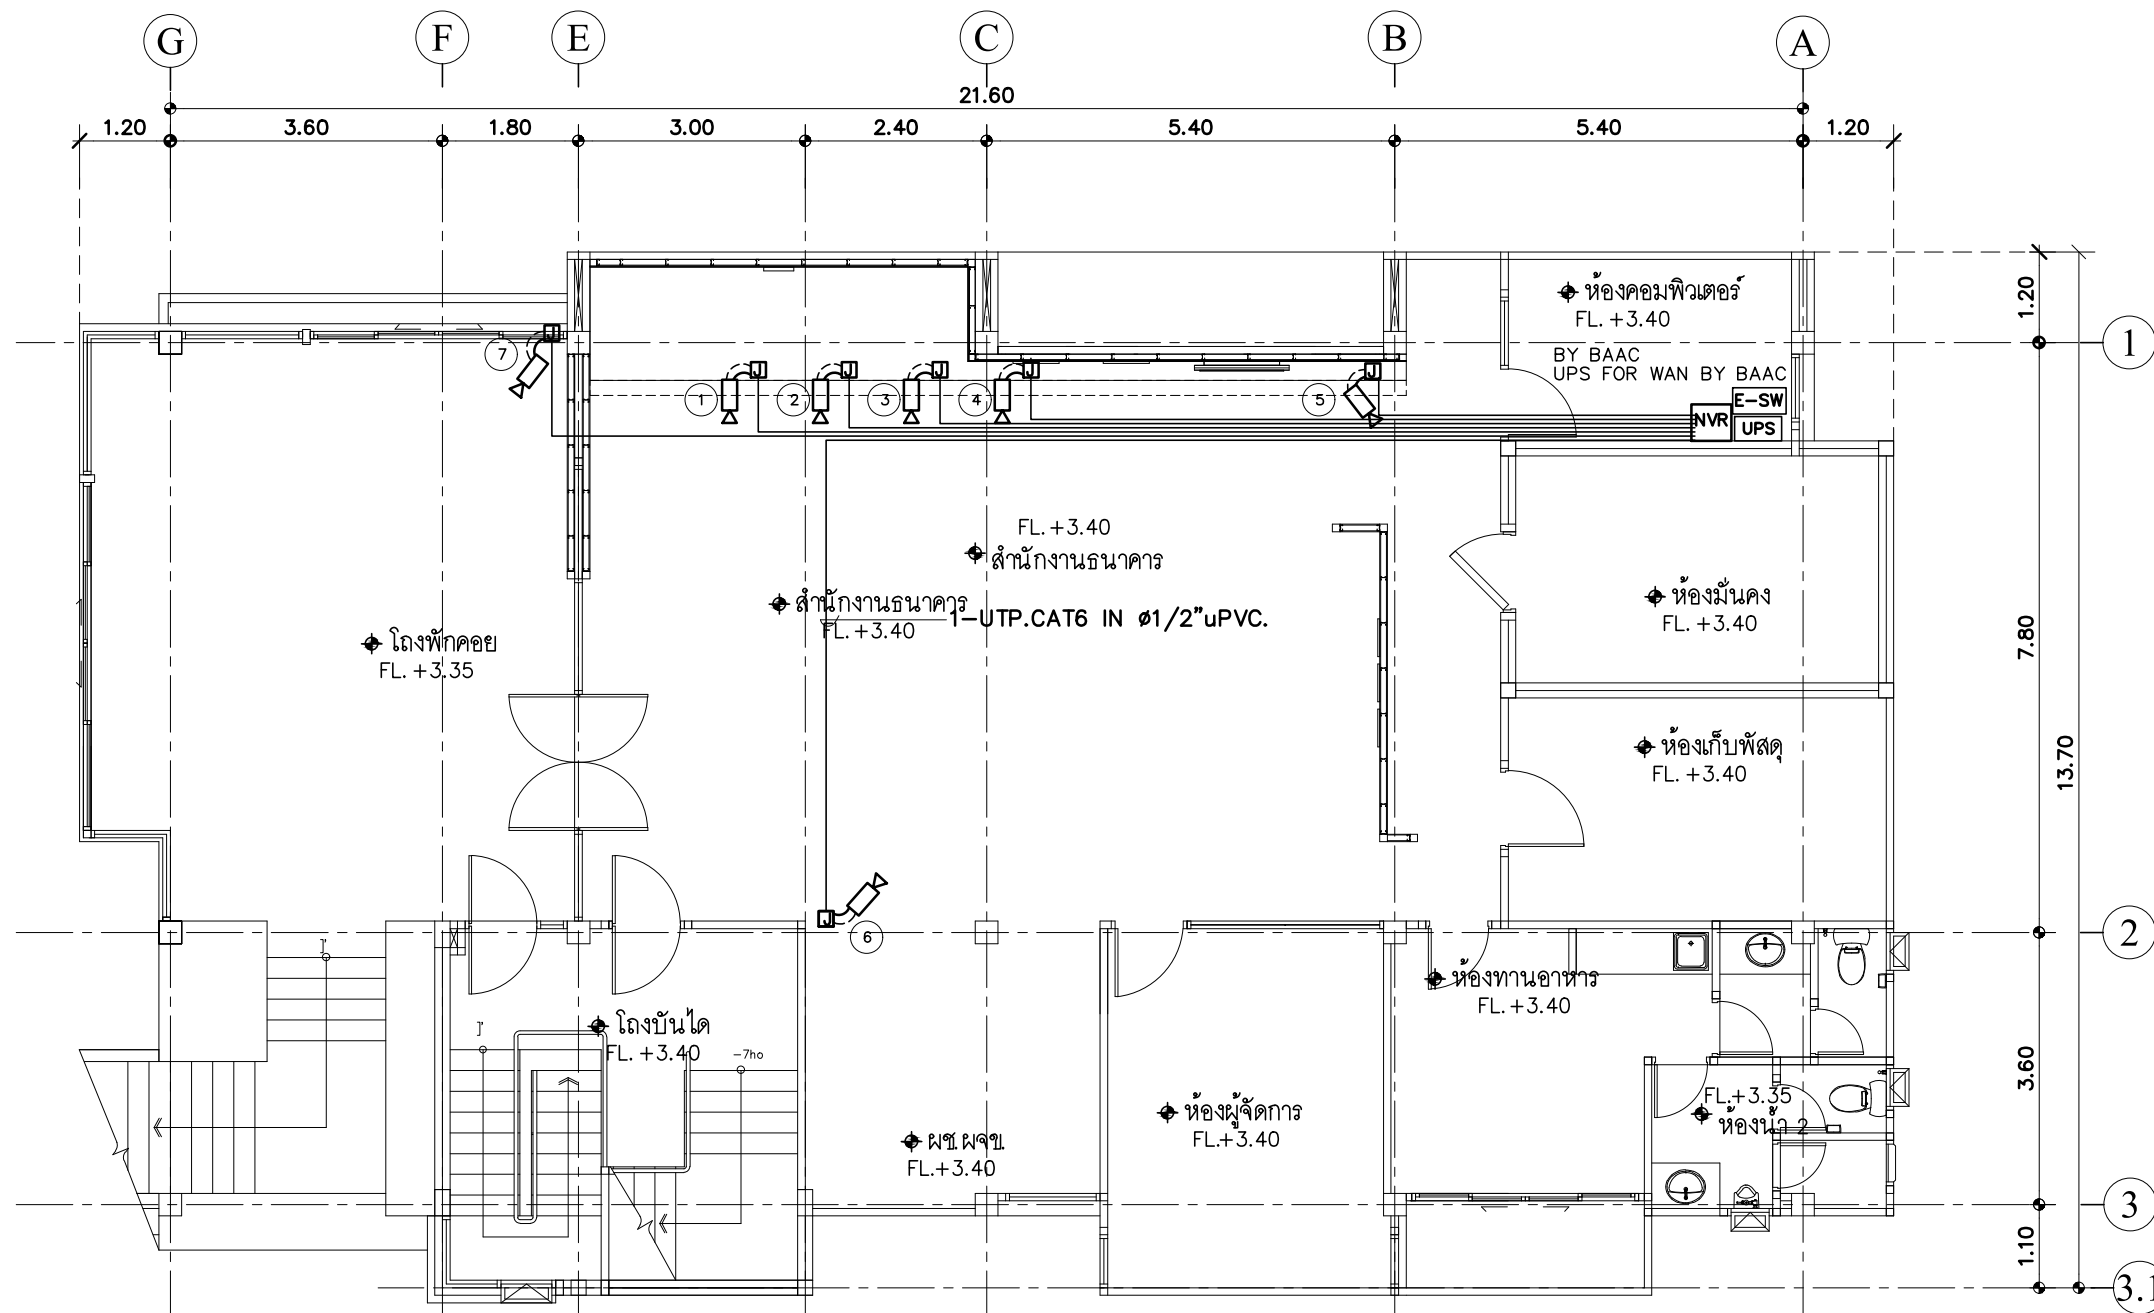 G F E C B A
21.60
1.20 3.60 1.80 3.00 2.40 5.40 5.40 1.20
ห้องคอมพิวเตอร์
FL. +3.40
1.20
1
J
7
BY BAAC
UPS FOR WAN BY BAAC
J J J J J
1 2 3 4 5
E-SW
NVR
UPS
FL. +3.40
สำนักงานธนาคาร
สำนักงานธนาคาร
FL. +3.40
1-UTP.CAT6 IN ø1/2"uPVC.
ห้องมั่นคง
FL. +3.40
โถงพักคอย
FL. +3.35
7.80
ห้องเก็บพัสดุ
FL. +3.40
13.70
J
6
2
ห้องทานอาหาร
FL. +3.40
โถงบันได
FL. +3.40
-7ho
3.60
FL.+3.35
ห้องน้ำ 2
ห้องผู้จัดการ
FL.+3.40
ผช.ผจข.
FL.+3.40
3
1.10
3.1